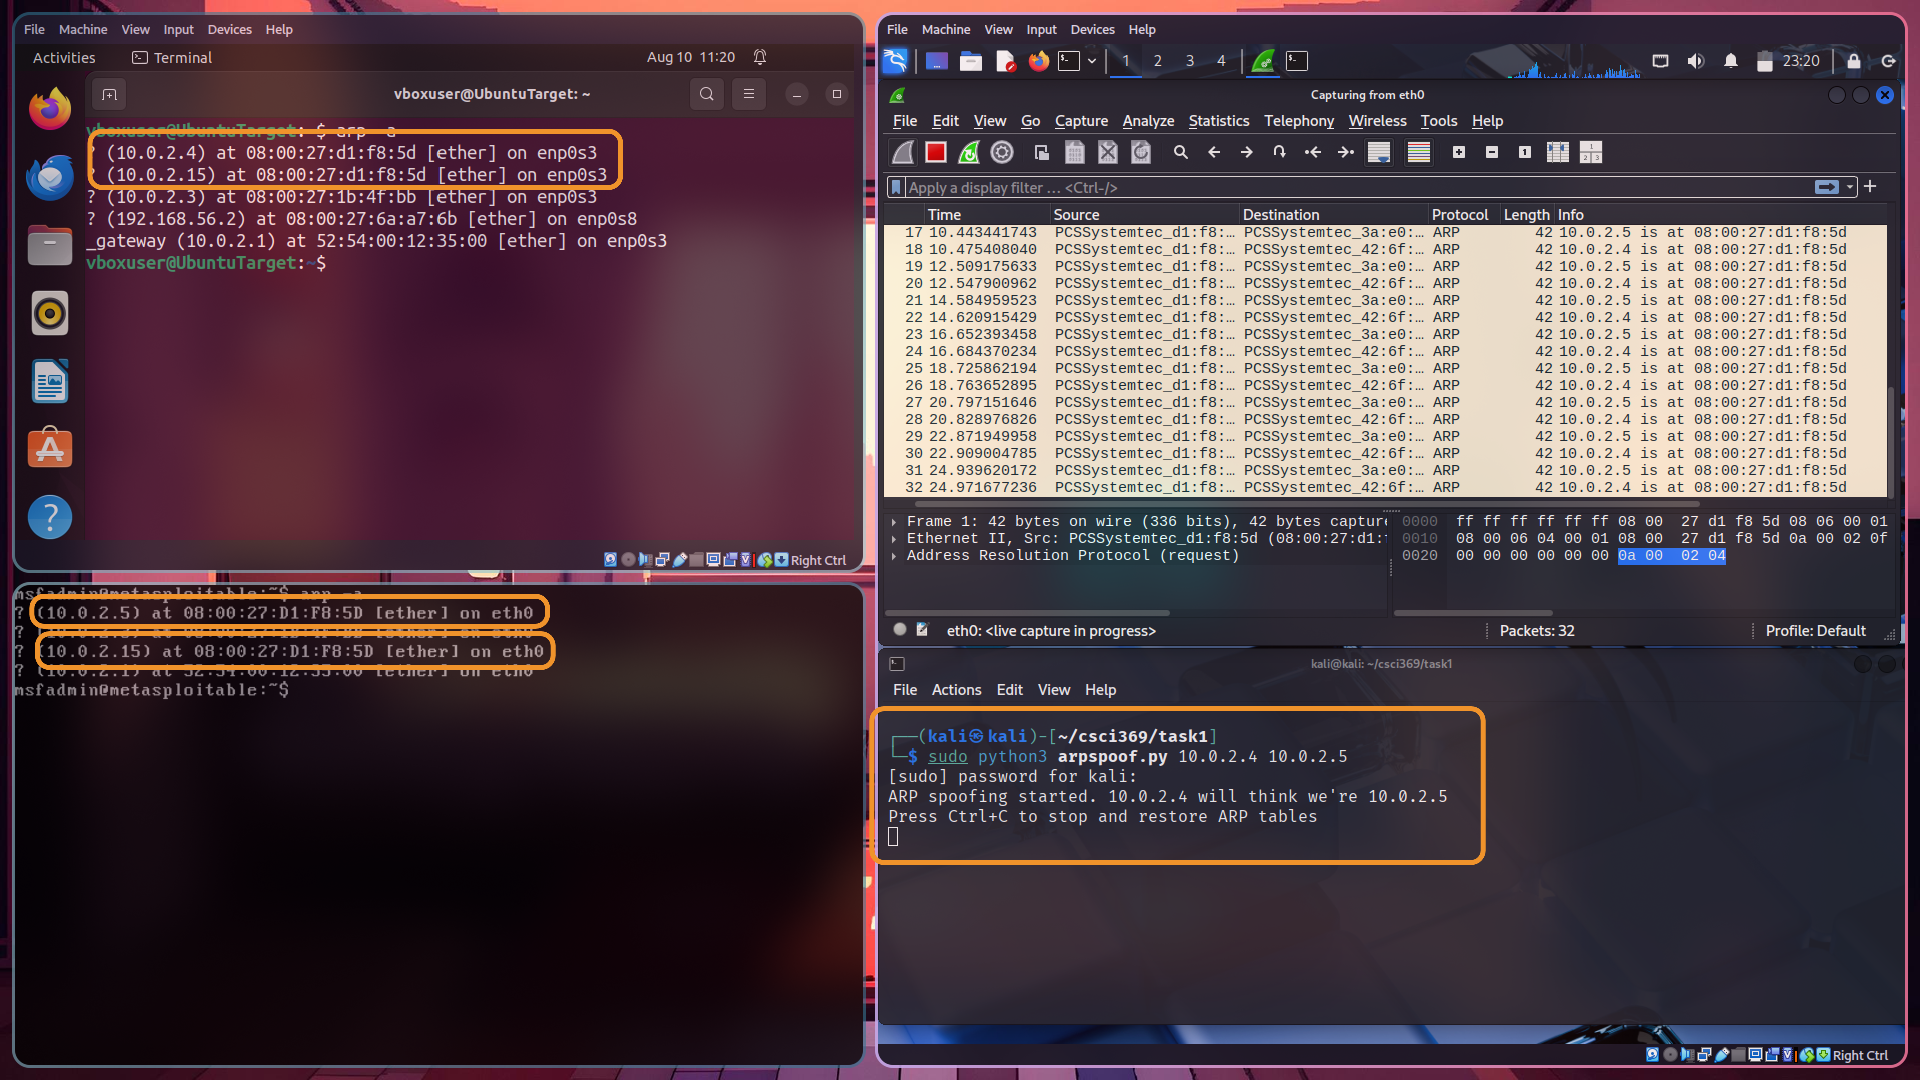 File Machine View Input Devices Help
Activities Terminal Aug 10 11:20
vboxuser@UbuntuTarget: ~
vboxuser@UbuntuTarget:~$ arp -a
? (10.0.2.4) at 08:00:27:d1:f8:5d [ether] on enp0s3
? (10.0.2.15) at 08:00:27:d1:f8:5d [ether] on enp0s3
? (10.0.2.3) at 08:00:27:1b:4f:bb [ether] on enp0s3
? (192.168.56.2) at 08:00:27:6a:a7:6b [ether] on enp0s8
_gateway (10.0.2.1) at 52:54:00:12:35:00 [ether] on enp0s3
vboxuser@UbuntuTarget:~$
Right Ctrl
msfadmin@metasploitable:~$ arp -a
? (10.0.2.5) at 08:00:27:D1:F8:5D [ether] on eth0
? (10.0.2.3) at 08:00:27:1B:4F:BB [ether] on eth0
? (10.0.2.15) at 08:00:27:D1:F8:5D [ether] on eth0
? (10.0.2.1) at 52:54:00:12:35:00 [ether] on eth0
msfadmin@metasploitable:~$
File Machine View Input Devices Help
1 2 3 4 23:20
Capturing from eth0
File Edit View Go Capture Analyze Statistics Telephony Wireless Tools Help
Apply a display filter … <Ctrl-/>
Time Source Destination Protocol Length Info
17 10.443441743 PCSSystemtec_d1:f8:… PCSSystemtec_3a:e0:… ARP 42 10.0.2.5 is at 08:00:27:d1:f8:5d
18 10.475408040 PCSSystemtec_d1:f8:… PCSSystemtec_42:6f:… ARP 42 10.0.2.4 is at 08:00:27:d1:f8:5d
19 12.509175633 PCSSystemtec_d1:f8:… PCSSystemtec_3a:e0:… ARP 42 10.0.2.5 is at 08:00:27:d1:f8:5d
20 12.547900962 PCSSystemtec_d1:f8:… PCSSystemtec_42:6f:… ARP 42 10.0.2.4 is at 08:00:27:d1:f8:5d
21 14.584959523 PCSSystemtec_d1:f8:… PCSSystemtec_3a:e0:… ARP 42 10.0.2.5 is at 08:00:27:d1:f8:5d
22 14.620915429 PCSSystemtec_d1:f8:… PCSSystemtec_42:6f:… ARP 42 10.0.2.4 is at 08:00:27:d1:f8:5d
23 16.652393458 PCSSystemtec_d1:f8:… PCSSystemtec_3a:e0:… ARP 42 10.0.2.5 is at 08:00:27:d1:f8:5d
24 16.684370234 PCSSystemtec_d1:f8:… PCSSystemtec_42:6f:… ARP 42 10.0.2.4 is at 08:00:27:d1:f8:5d
25 18.725862194 PCSSystemtec_d1:f8:… PCSSystemtec_3a:e0:… ARP 42 10.0.2.5 is at 08:00:27:d1:f8:5d
26 18.763652895 PCSSystemtec_d1:f8:… PCSSystemtec_42:6f:… ARP 42 10.0.2.4 is at 08:00:27:d1:f8:5d
27 20.797151646 PCSSystemtec_d1:f8:… PCSSystemtec_3a:e0:… ARP 42 10.0.2.5 is at 08:00:27:d1:f8:5d
28 20.828976826 PCSSystemtec_d1:f8:… PCSSystemtec_42:6f:… ARP 42 10.0.2.4 is at 08:00:27:d1:f8:5d
29 22.871949958 PCSSystemtec_d1:f8:… PCSSystemtec_3a:e0:… ARP 42 10.0.2.5 is at 08:00:27:d1:f8:5d
30 22.909004785 PCSSystemtec_d1:f8:… PCSSystemtec_42:6f:… ARP 42 10.0.2.4 is at 08:00:27:d1:f8:5d
31 24.939620172 PCSSystemtec_d1:f8:… PCSSystemtec_3a:e0:… ARP 42 10.0.2.5 is at 08:00:27:d1:f8:5d
32 24.971677236 PCSSystemtec_d1:f8:… PCSSystemtec_42:6f:… ARP 42 10.0.2.4 is at 08:00:27:d1:f8:5d
Frame 1: 42 bytes on wire (336 bits), 42 bytes capture
Ethernet II, Src: PCSSystemtec_d1:f8:5d (08:00:27:d1:
Address Resolution Protocol (request)
0000 ff ff ff ff ff ff 08 00 27 d1 f8 5d 08 06 00 01
0010 08 00 06 04 00 01 08 00 27 d1 f8 5d 0a 00 02 0f
0020 00 00 00 00 00 00 0a 00 02 04
eth0: <live capture in progress> Packets: 32 Profile: Default
kali@kali: ~/csci369/task1
File Actions Edit View Help
┌──(kali㉿kali)-[~/csci369/task1]
└─$ sudo python3 arpspoof.py 10.0.2.4 10.0.2.5
[sudo] password for kali:
ARP spoofing started. 10.0.2.4 will think we're 10.0.2.5
Press Ctrl+C to stop and restore ARP tables
Right Ctrl